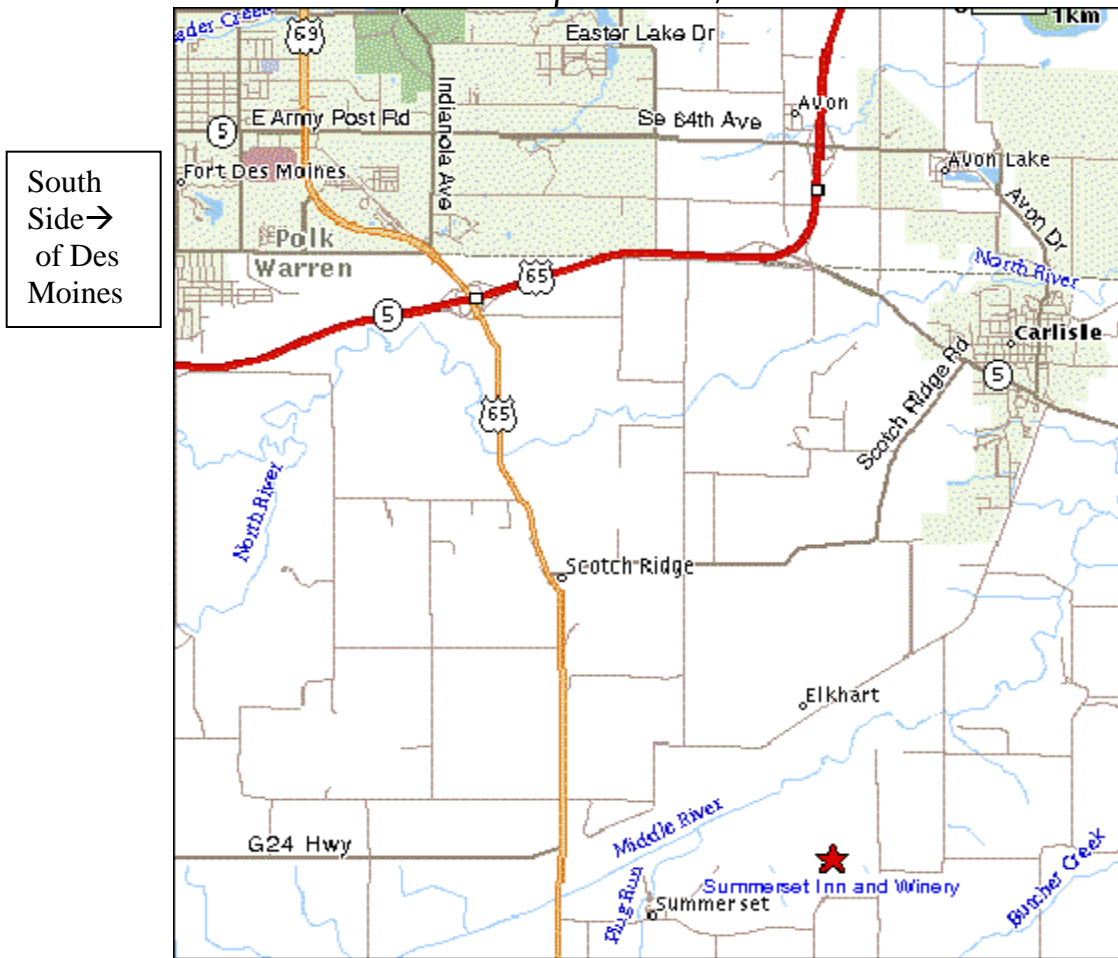 1km
Easter Lake Dr
69
Indianola Ave
Avon
E Army Post Rd
Se 64th Ave
5
Avon Lake
South
Side→
of Des
Moines
Fort Des Moines
Avon Dr
Polk
Warren
North River
65
5
Carlisle
Scotch Ridge Rd
5
65
North River
Scotch Ridge
Elkhart
Middle River
G24 Hwy
Summerset Inn and Winery
Butcher Creek
Plug Run
Summerset